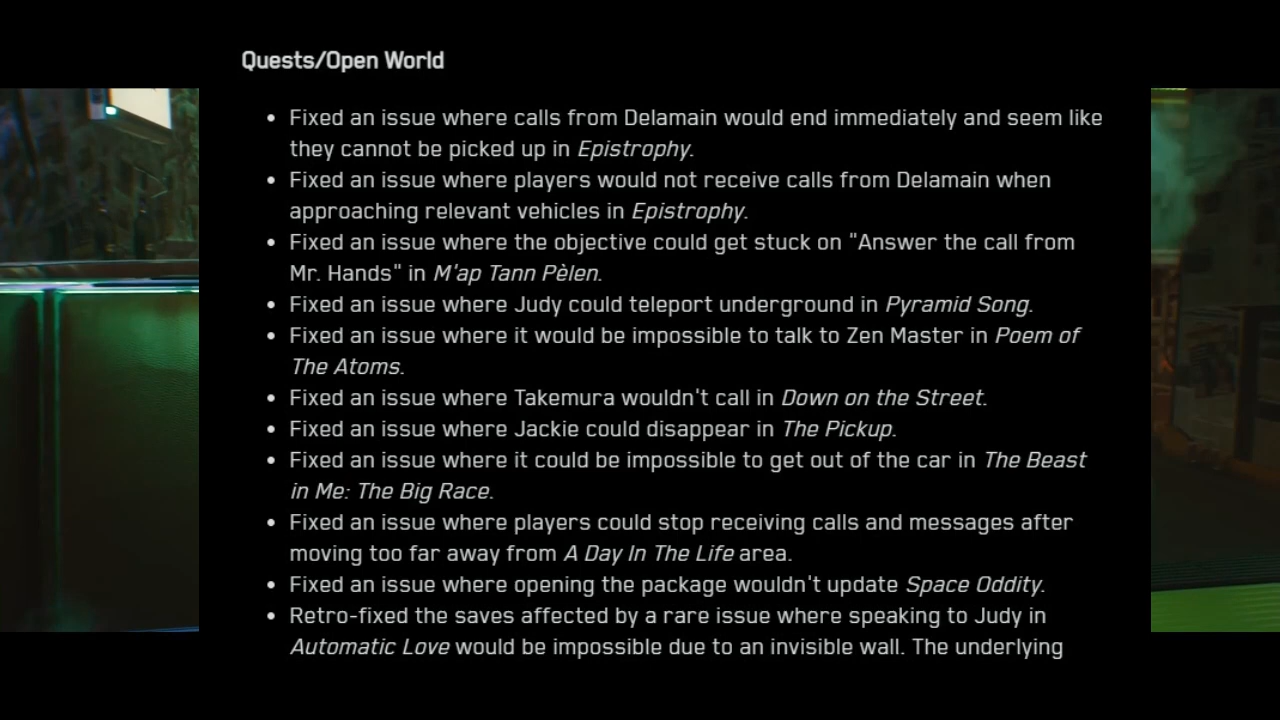 Quests/Open World
• Fixed an issue where calls from Delamain would end immediately and seem like
they cannot be picked up in Epistrophy.
• Fixed an issue where players would not receive calls from Delamain when
approaching relevant vehicles in Epistrophy.
• Fixed an issue where the objective could get stuck on "Answer the call from
Mr. Hands" in M'ap Tann Pèlen.
• Fixed an issue where Judy could teleport underground in Pyramid Song.
• Fixed an issue where it would be impossible to talk to Zen Master in Poem of
The Atoms.
• Fixed an issue where Takemura wouldn't call in Down on the Street.
• Fixed an issue where Jackie could disappear in The Pickup.
• Fixed an issue where it could be impossible to get out of the car in The Beast
in Me: The Big Race.
• Fixed an issue where players could stop receiving calls and messages after
moving too far away from A Day In The Life area.
• Fixed an issue where opening the package wouldn't update Space Oddity.
• Retro-fixed the saves affected by a rare issue where speaking to Judy in
Automatic Love would be impossible due to an invisible wall. The underlying